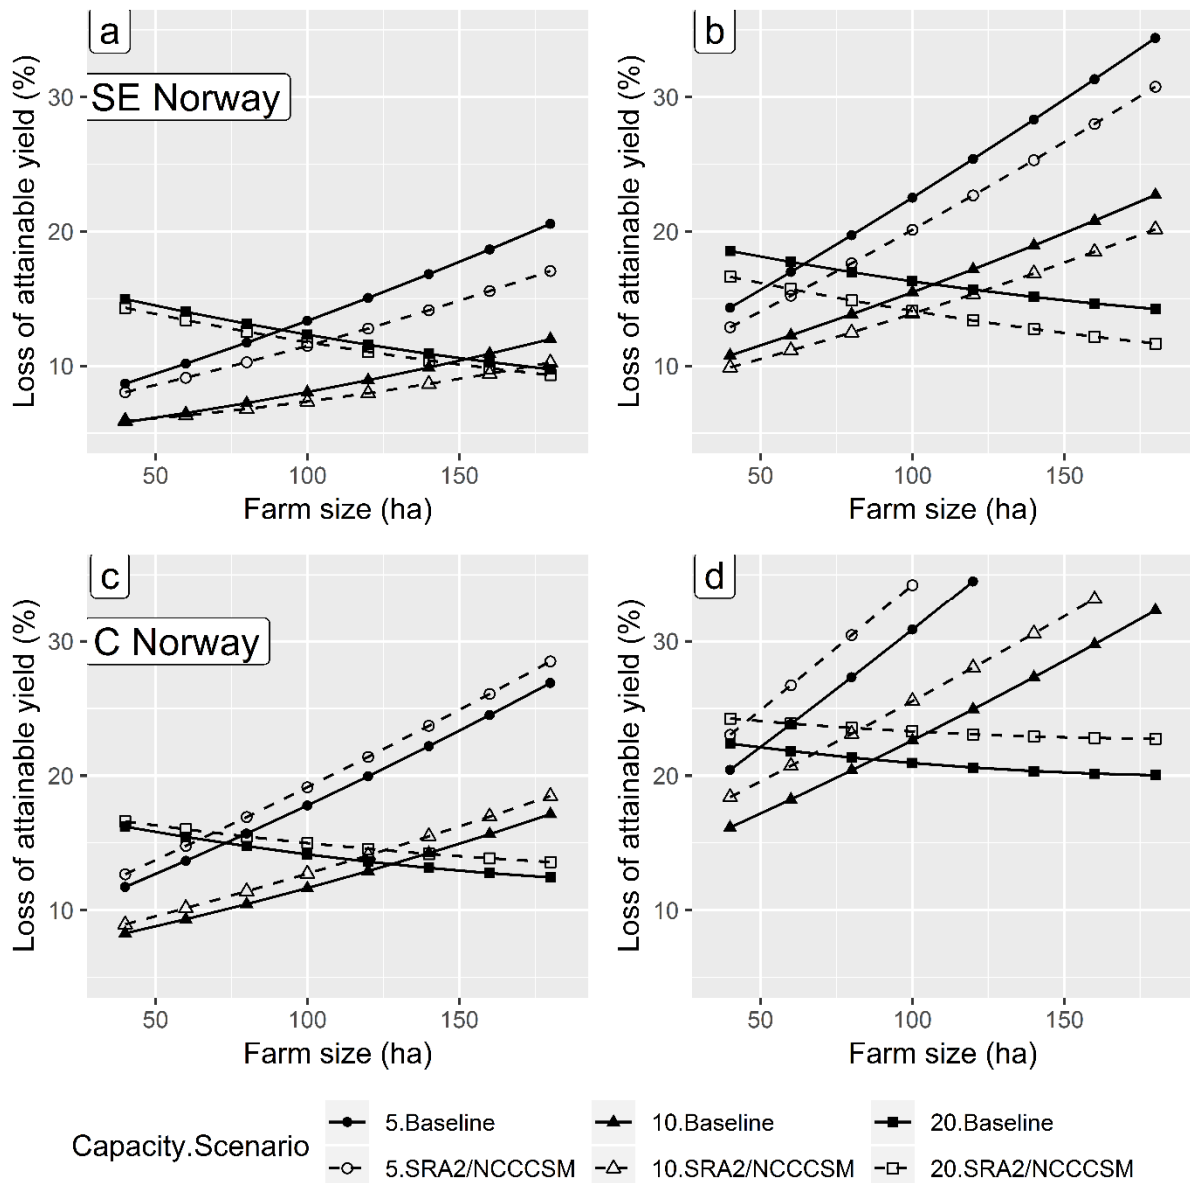 a
SE Norway
Loss of attainable yield (%)
30
20
10
50 100 150
Farm size (ha)
b
Loss of attainable yield (%)
30
20
10
50 100 150
Farm size (ha)
c
C Norway
Loss of attainable yield (%)
30
20
10
50 100 150
Farm size (ha)
d
Loss of attainable yield (%)
30
20
10
50 100 150
Farm size (ha)
Capacity.Scenario
5.Baseline 10.Baseline 20.Baseline
5.SRA2/NCCCSM 10.SRA2/NCCCSM 20.SRA2/NCCCSM